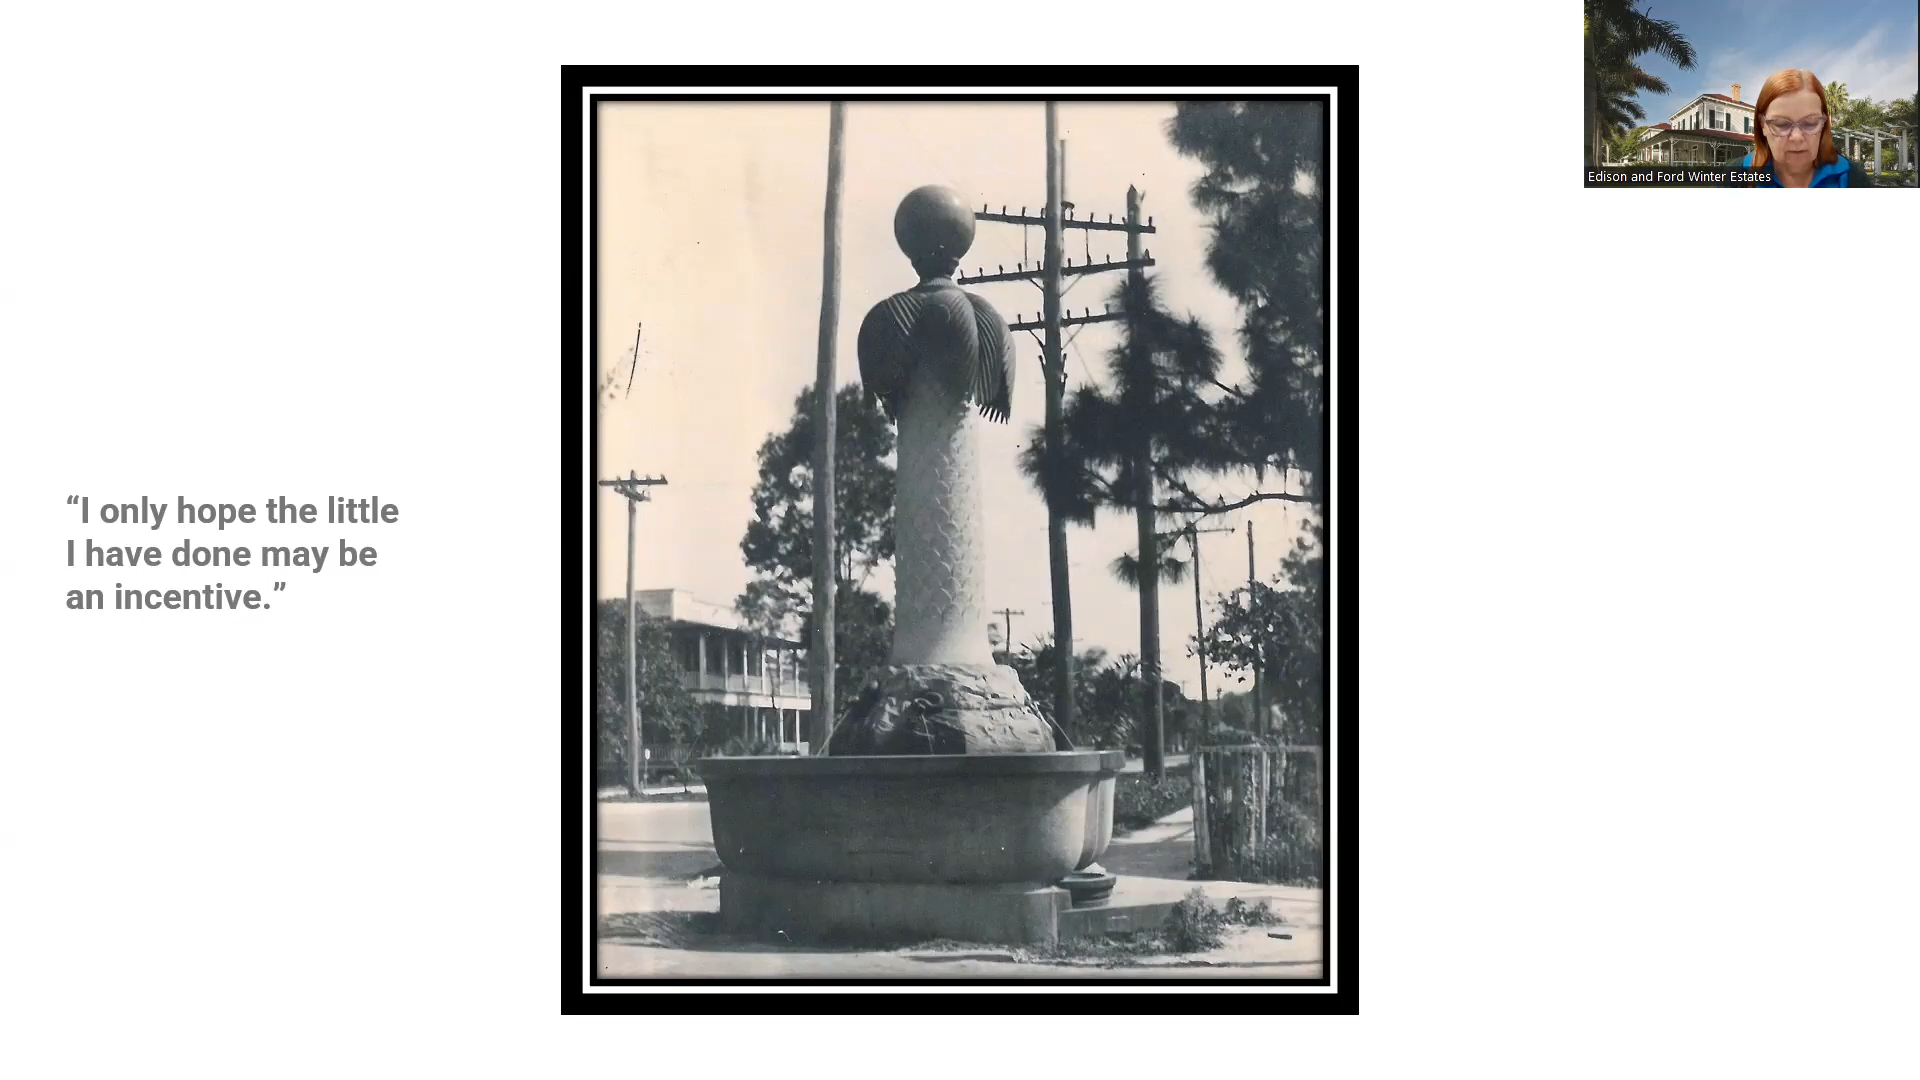 “I only hope the little
I have done may be
an incentive.”
Edison and Ford Winter Estates